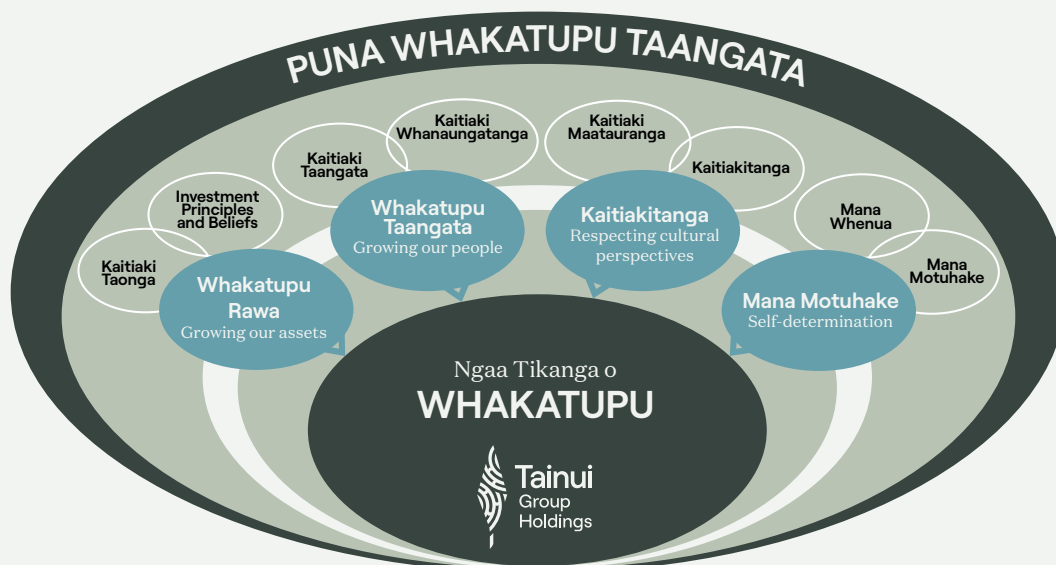 PUNA WHAKATUPU TAANGATA
Kaitiaki
Taonga
Investment
Principles
and Beliefs
Kaitiaki
Taangata
Kaitiaki
Whanaungatanga
Kaitiaki
Maatauranga
Kaitiakitanga
Mana
Whenua
Mana
Motuhake
Whakatupu
Rawa
Growing our assets
Whakatupu
Taangata
Growing our people
Kaitiakitanga
Respecting cultural
perspectives
Mana Motuhake
Self-determination
Ngaa Tikanga o
WHAKATUPU
Tainui
Group
Holdings